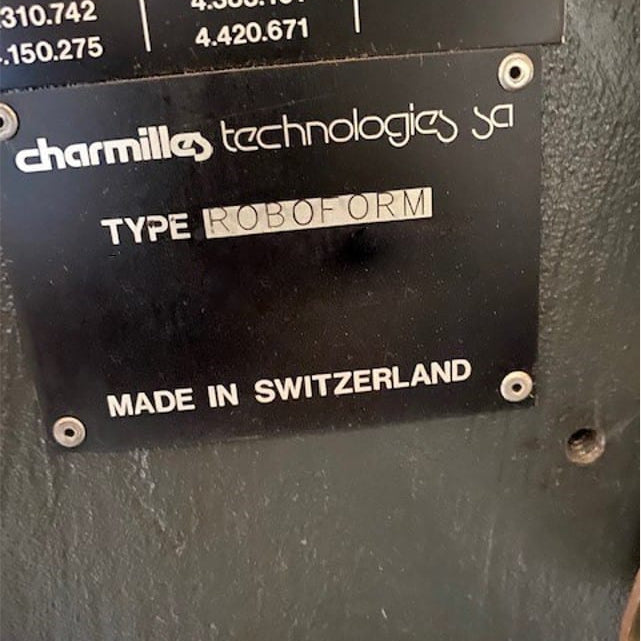 310.742
.150.275
4.420.671
charmilles technologies sa
TYPE ROBOFORM
MADE IN SWITZERLAND